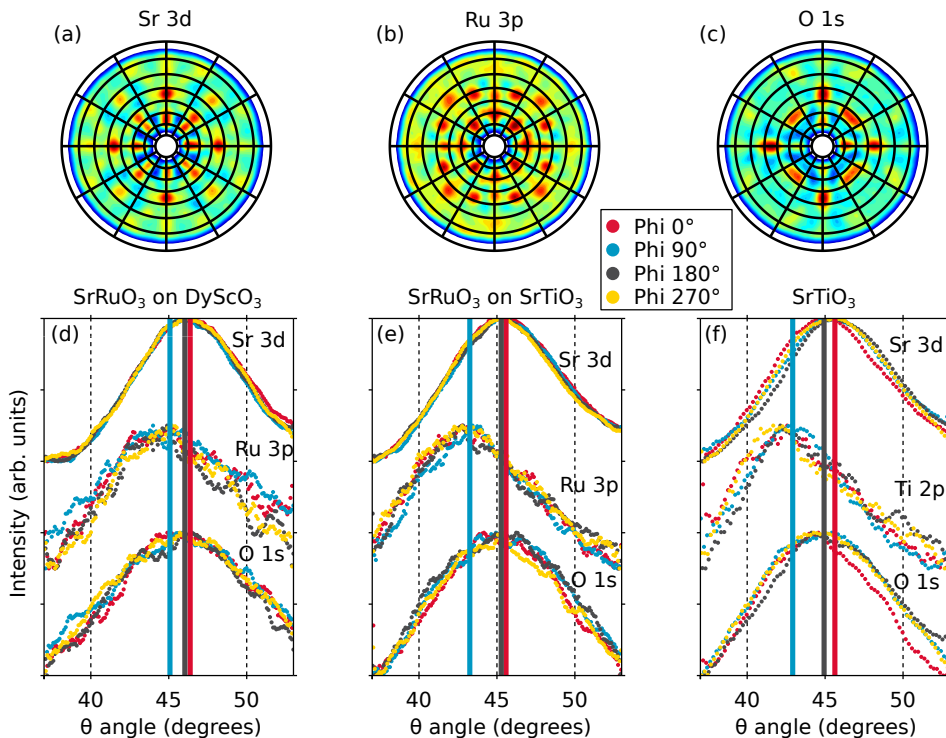 Sr 3d
Ru 3p
O 1s
(a)
(b)
(c)
Phi 0°
Phi 90°
Phi 180°
Phi 270°
SrRuO₃ on DyScO₃
SrRuO₃ on SrTiO₃
SrTiO₃
(d)
Sr 3d
Ru 3p
O 1s
(e)
Sr 3d
Ru 3p
O 1s
(f)
Sr 3d
Ti 2p
O 1s
Intensity (arb. units)
40 45 50
40 45 50
40 45 50
θ angle (degrees)
θ angle (degrees)
θ angle (degrees)